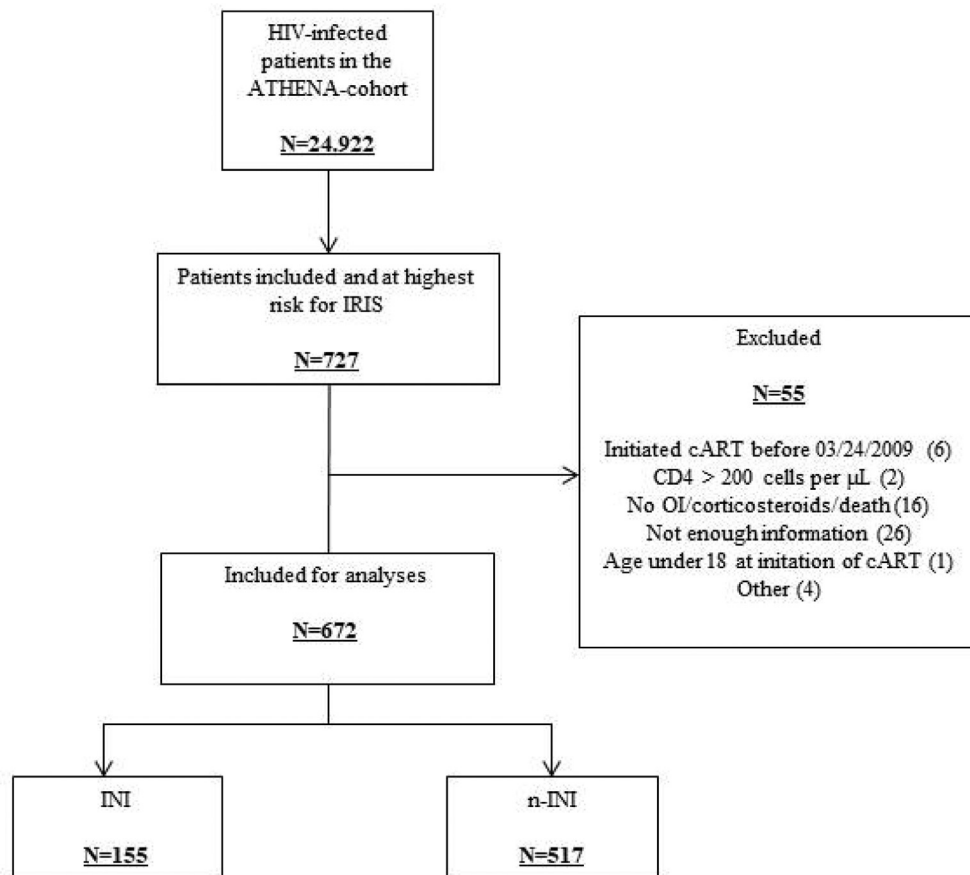 HIV-infected
patients in the
ATHENA-cohort
N=24.922
Patients included and at highest
risk for IRIS
N=727
Excluded
N=55
Initiated cART before 03/24/2009 (6)
CD4 > 200 cells per μL (2)
No OI/corticosteroids/death (16)
Not enough information (26)
Age under 18 at initation of cART (1)
Other (4)
Included for analyses
N=672
INI
N=155
n-INI
N=517